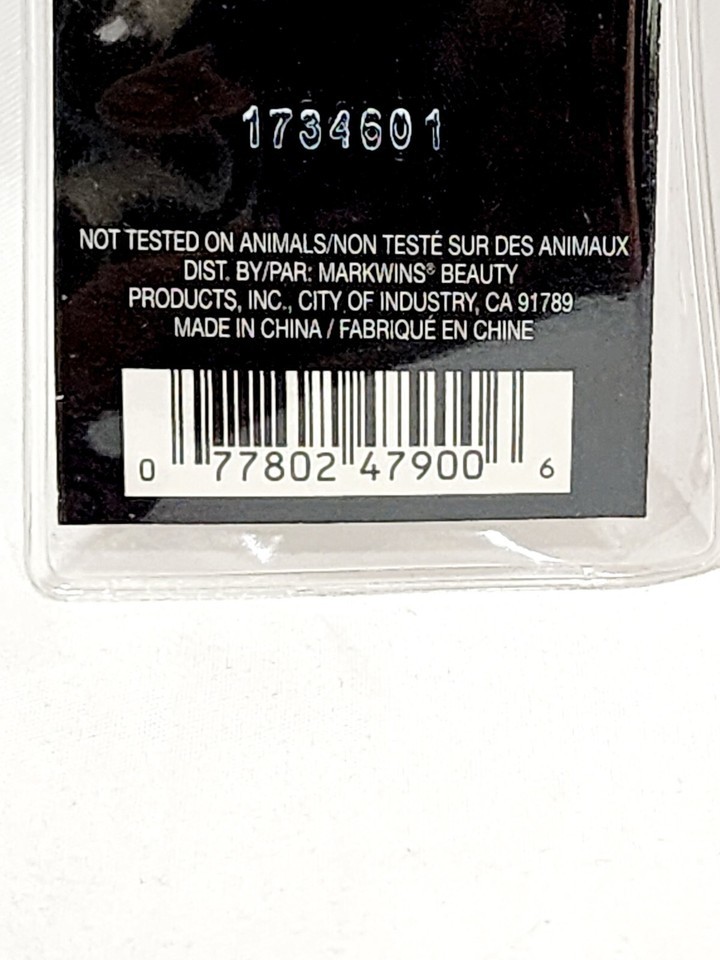 1734601
NOT TESTED ON ANIMALS/NON TESTÉ SUR DES ANIMAUX
DIST. BY/PAR: MARKWINS® BEAUTY
PRODUCTS, INC., CITY OF INDUSTRY, CA 91789
MADE IN CHINA / FABRIQUÉ EN CHINE
0 77802 47900 6